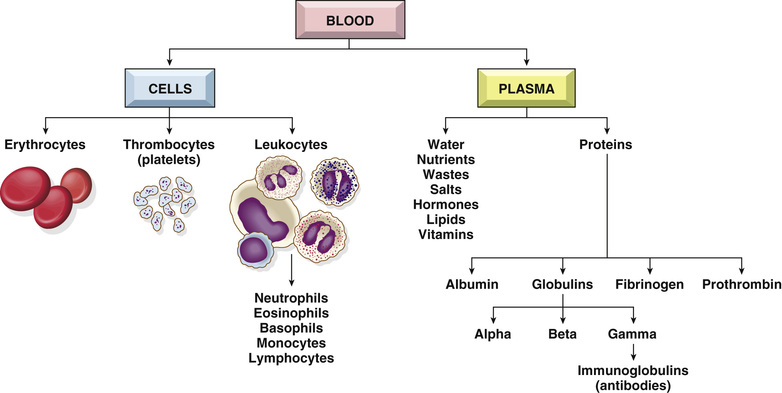 BLOOD
CELLS
PLASMA
Erythrocytes
Thrombocytes
(platelets)
Leukocytes
Neutrophils
Eosinophils
Basophils
Monocytes
Lymphocytes
Water
Nutrients
Wastes
Salts
Hormones
Lipids
Vitamins
Proteins
Albumin
Globulins
Fibrinogen
Prothrombin
Alpha
Beta
Gamma
Immunoglobulins
(antibodies)